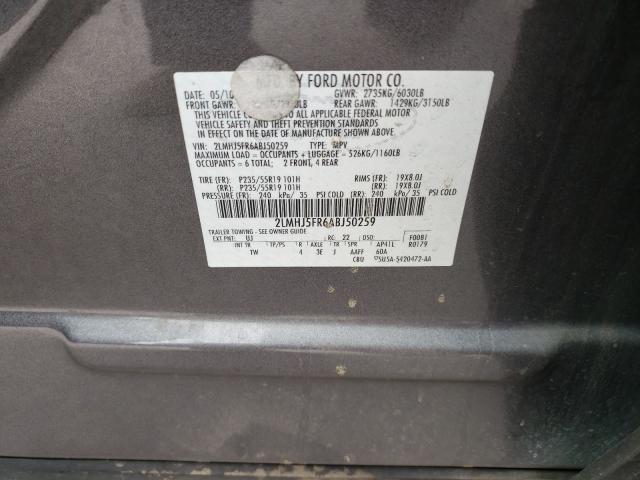 BY FORD MOTOR CO.
DATE: 05/10 GVWR: 2735KG/6030LB
FRONT GAWR: REAR GAWR: 1429KG/3150LB
THIS VEHICLE CONFORMS TO ALL APPLICABLE FEDERAL MOTOR
VEHICLE SAFETY AND THEFT PREVENTION STANDARDS IN EFFECT
ON THE DATE OF MANUFACTURE SHOWN ABOVE.
VIN: 2LMHJ5FR6ABJ50259 TYPE: MPV
MAXIMUM LOAD = OCCUPANTS + LUGGAGE = 526KG/1160LB
OCCUPANTS = 6 TOTAL; 2 FRONT, 4 REAR
TIRE (FR): P235/55R19 101H RIMS (FR): 19X8.0J
(RR): P235/55R19 101H (RR): 19X8.0J
PRESSURE (FR): 240 kPa/ 35 PSI COLD (RR): 240 kPa/ 35 PSI COLD
2LMHJ5FR6ABJ50259
TRAILER TOWING - SEE OWNER GUIDE
EXT PNT: UJ RC: 22 DSO: F0081
INT TR TP/PS R AXLE TR SPR AP41L R0179
TW 4 3E J AAFF 60A
CBU 5U5A-5420472-AA